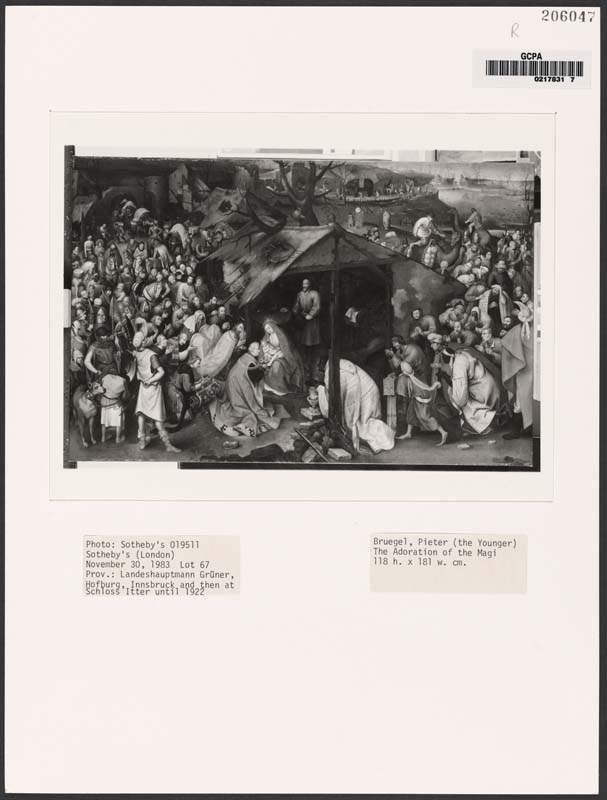 206047
R
GCPA
0217831 7
Photo: Sotheby's 019511
Sotheby's (London)
November 30, 1983 Lot 67
Prov.: Landeshauptmann Grüner,
Hofburg, Innsbruck and then at
Schloss Itter until 1922
Bruegel, Pieter (the Younger)
The Adoration of the Magi
118 h. x 181 w. cm.